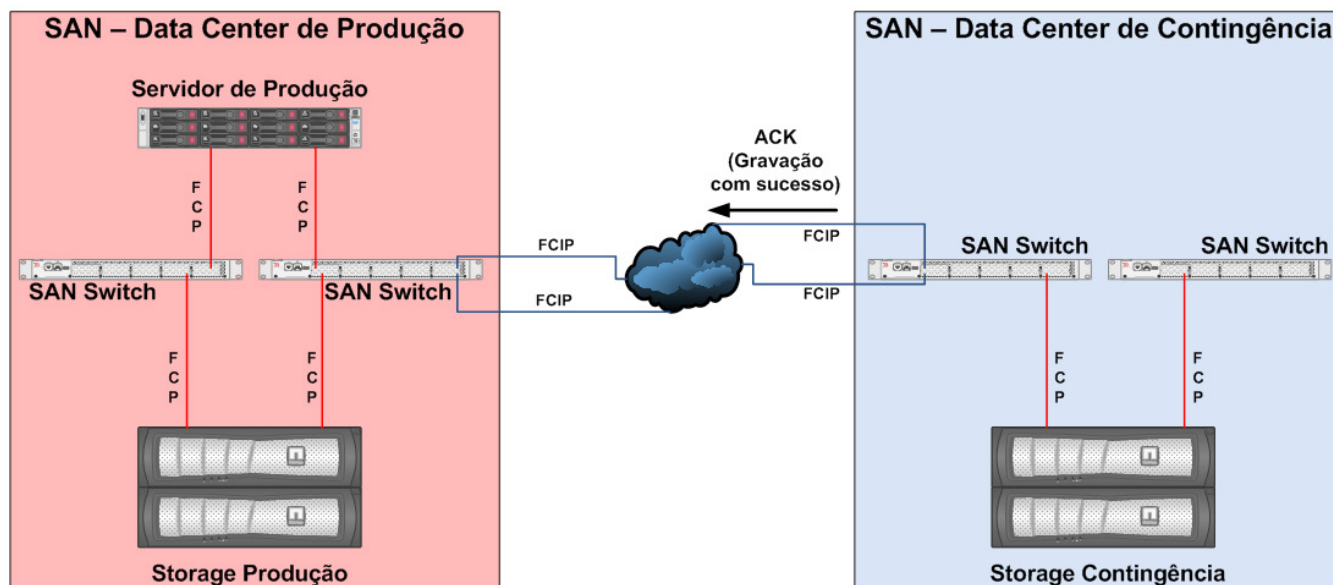 SAN – Data Center de Produção
SAN – Data Center de Contingência
Servidor de Produção
ACK
(Gravação
com sucesso)
F
C
P
F
C
P
FCIP
FCIP
FCIP
FCIP
SAN Switch
SAN Switch
SAN Switch
SAN Switch
F
C
P
F
C
P
F
C
P
F
C
P
Storage Produção
Storage Contingência